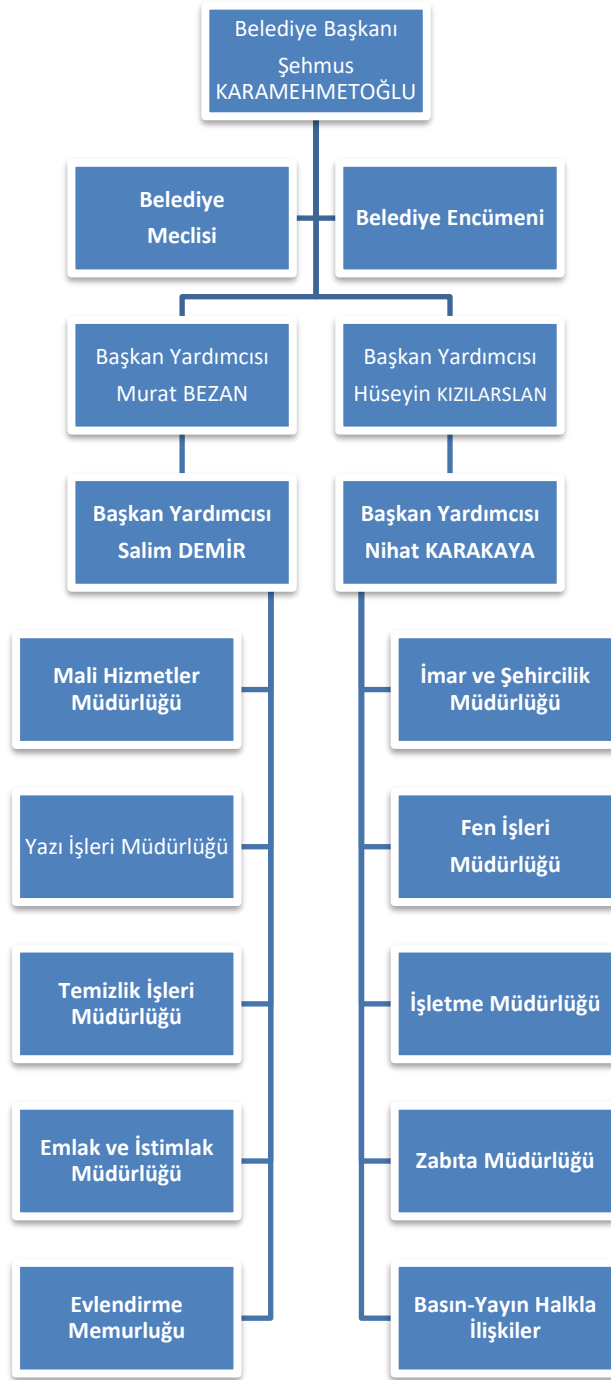 Belediye Başkanı
Şehmus
KARAMEHMETOĞLU
Belediye
Meclisi
Belediye Encümeni
Başkan Yardımcısı
Murat BEZAN
Başkan Yardımcısı
Hüseyin KIZILARSLAN
Başkan Yardımcısı
Salim DEMİR
Başkan Yardımcısı
Nihat KARAKAYA
Mali Hizmetler
Müdürlüğü
İmar ve Şehircilik
Müdürlüğü
Yazı İşleri Müdürlüğü
Fen İşleri
Müdürlüğü
Temizlik İşleri
Müdürlüğü
İşletme Müdürlüğü
Emlak ve İstimlak
Müdürlüğü
Zabıta Müdürlüğü
Evlendirme
Memurluğu
Basın-Yayın Halkla
İlişkiler